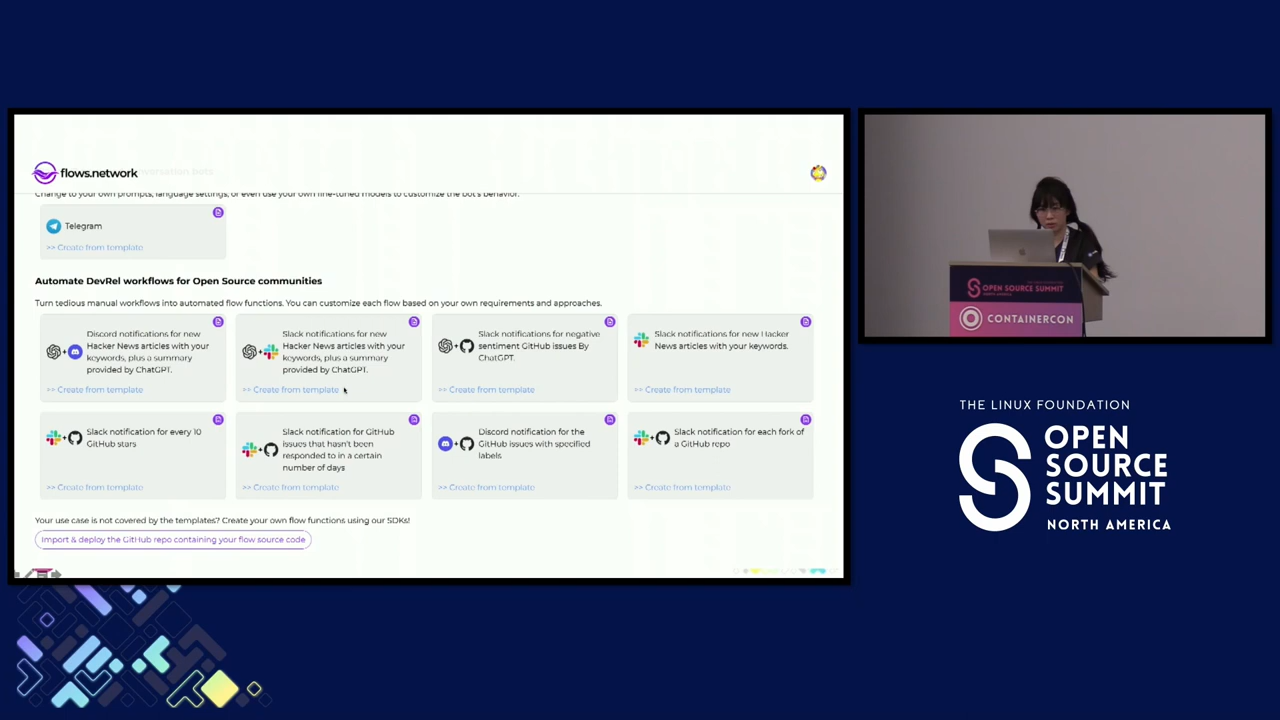 flows.network
Change to your own prompts, language settings, or even use your own fine-tuned models to customize the bot's behavior.
Telegram
>> Create from template
Automate DevRel workflows for Open Source communities
Turn tedious manual workflows into automated flow functions. You can customize each flow based on your own requirements and approaches.
Discord notifications for new
Hacker News articles with your
keywords, plus a summary
provided by ChatGPT.
>> Create from template
Slack notifications for new
Hacker News articles with your
keywords, plus a summary
provided by ChatGPT.
>> Create from template
Slack notifications for negative
sentiment GitHub issues By
ChatGPT.
>> Create from template
Slack notifications for new Hacker
News articles with your keywords.
>> Create from template
Slack notification for every 10
GitHub stars
>> Create from template
Slack notification for GitHub
issues that hasn't been
responded to in a certain
number of days
>> Create from template
Discord notification for the
GitHub issues with specified
labels
>> Create from template
Slack notification for each fork of
a GitHub repo
>> Create from template
Your use case is not covered by the templates? Create your own flow functions using our SDKs!
Import & deploy the GitHub repo containing your flow source code
OPEN SOURCE SUMMIT
NORTH AMERICA
CONTAINERCON
THE LINUX FOUNDATION
OPEN
SOURCE
SUMMIT
NORTH AMERICA